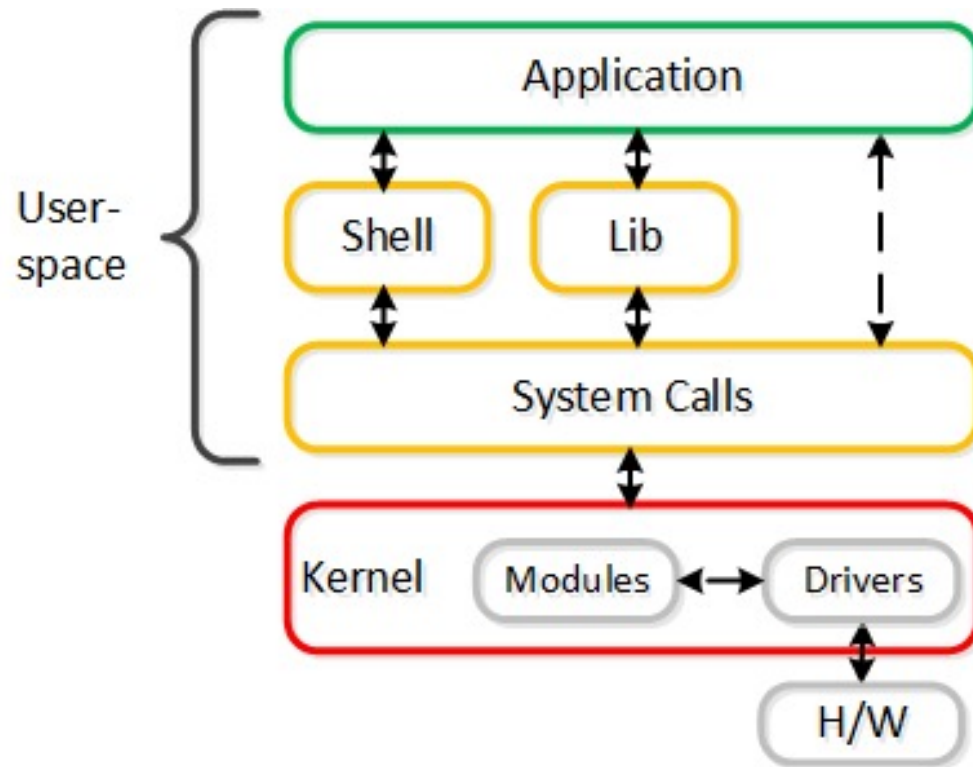 Application
User-
space
Shell
Lib
System Calls
Kernel
Modules
Drivers
H/W